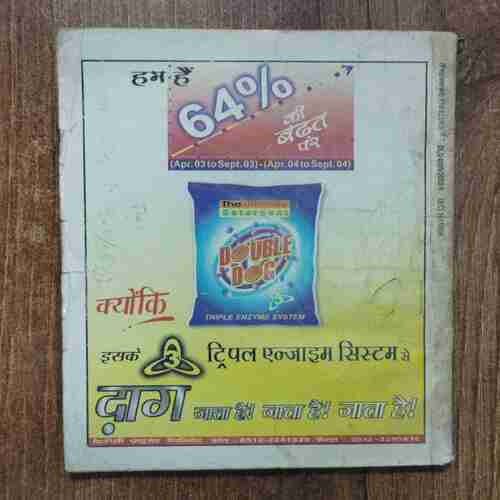 हम हैं
64%
की
बढ़त
पर
(Apr. 03 to Sept. 03) - (Apr. 04 to Sept. 04)
The Ultimate
Detergent
DOUBLE
DOG
TRIPLE ENZYME SYSTEM
क्योंकि
इसके 3 ट्रिपल एन्जाइम सिस्टम से
दाग जाता है! जाता है! जाता है!